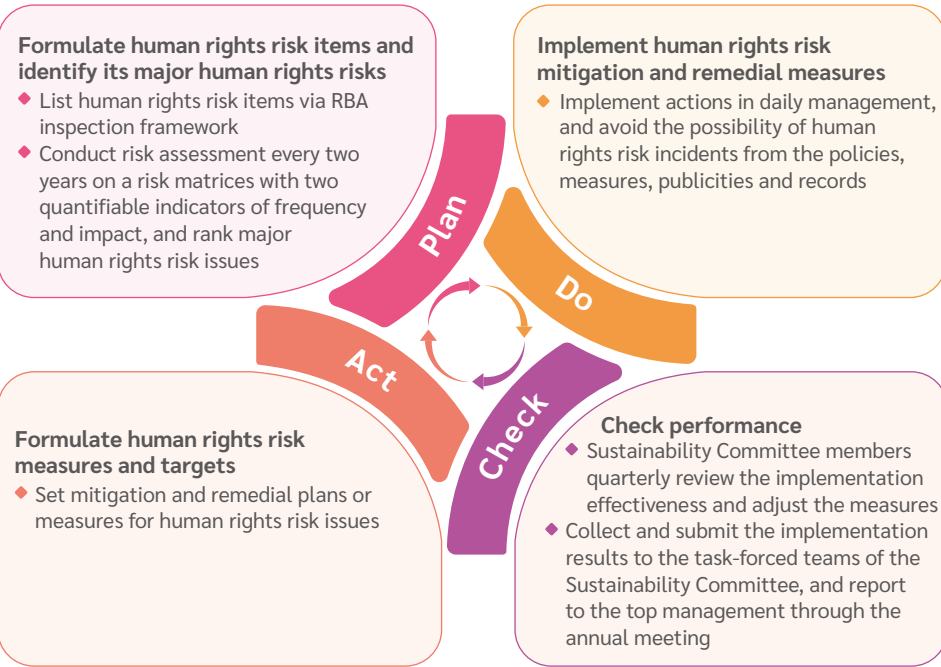 Formulate human rights risk items and
identify its major human rights risks
List human rights risk items via RBA
inspection framework
Conduct risk assessment every two
years on a risk matrices with two
quantifiable indicators of frequency
and impact, and rank major
human rights risk issues
Plan
Implement human rights risk
mitigation and remedial measures
Implement actions in daily management,
and avoid the possibility of human
rights risk incidents from the policies,
measures, publicities and records
Do
Act
Formulate human rights risk
measures and targets
Set mitigation and remedial plans or
measures for human rights risk issues
Check
Check performance
Sustainability Committee members
quarterly review the implementation
effectiveness and adjust the measures
Collect and submit the implementation
results to the task-forced teams of the
Sustainability Committee, and report
to the top management through the
annual meeting